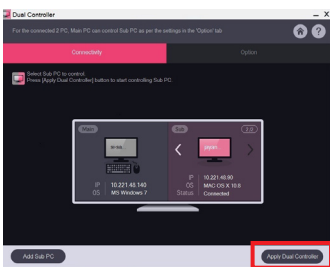 Dual Controller
For the connected 2 PC, Main PC can control Sub PC as per the settings in the 'Option' tab
Connectivity
Option
Select Sub PC to control.
Press [Apply Dual Controller] button to start controlling Sub PC.
Main
Sub
2.0
japan
IP 10.221.48.140
OS MS Windows 7
IP 10.221.48.90
OS MAC OS X 10.8
Status Connected
Add Sub PC
Apply Dual Controller